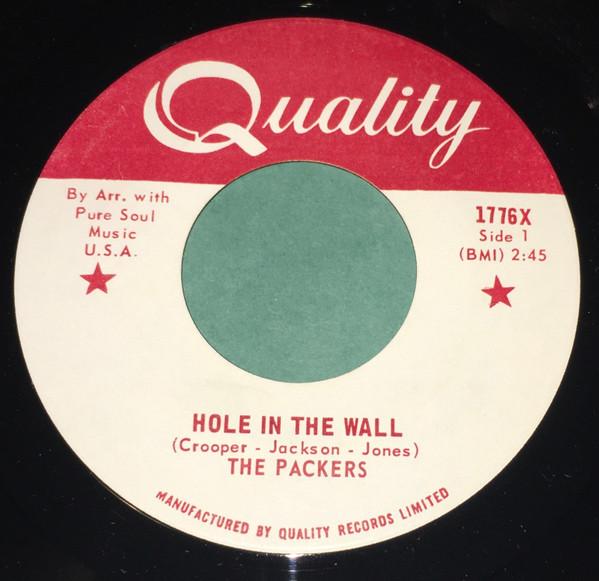 Quality
By Arr. with
Pure Soul
Music
U.S.A.
1776X
Side 1
(BMI) 2:45
HOLE IN THE WALL
(Crooper - Jackson - Jones)
THE PACKERS
MANUFACTURED BY QUALITY RECORDS LIMITED